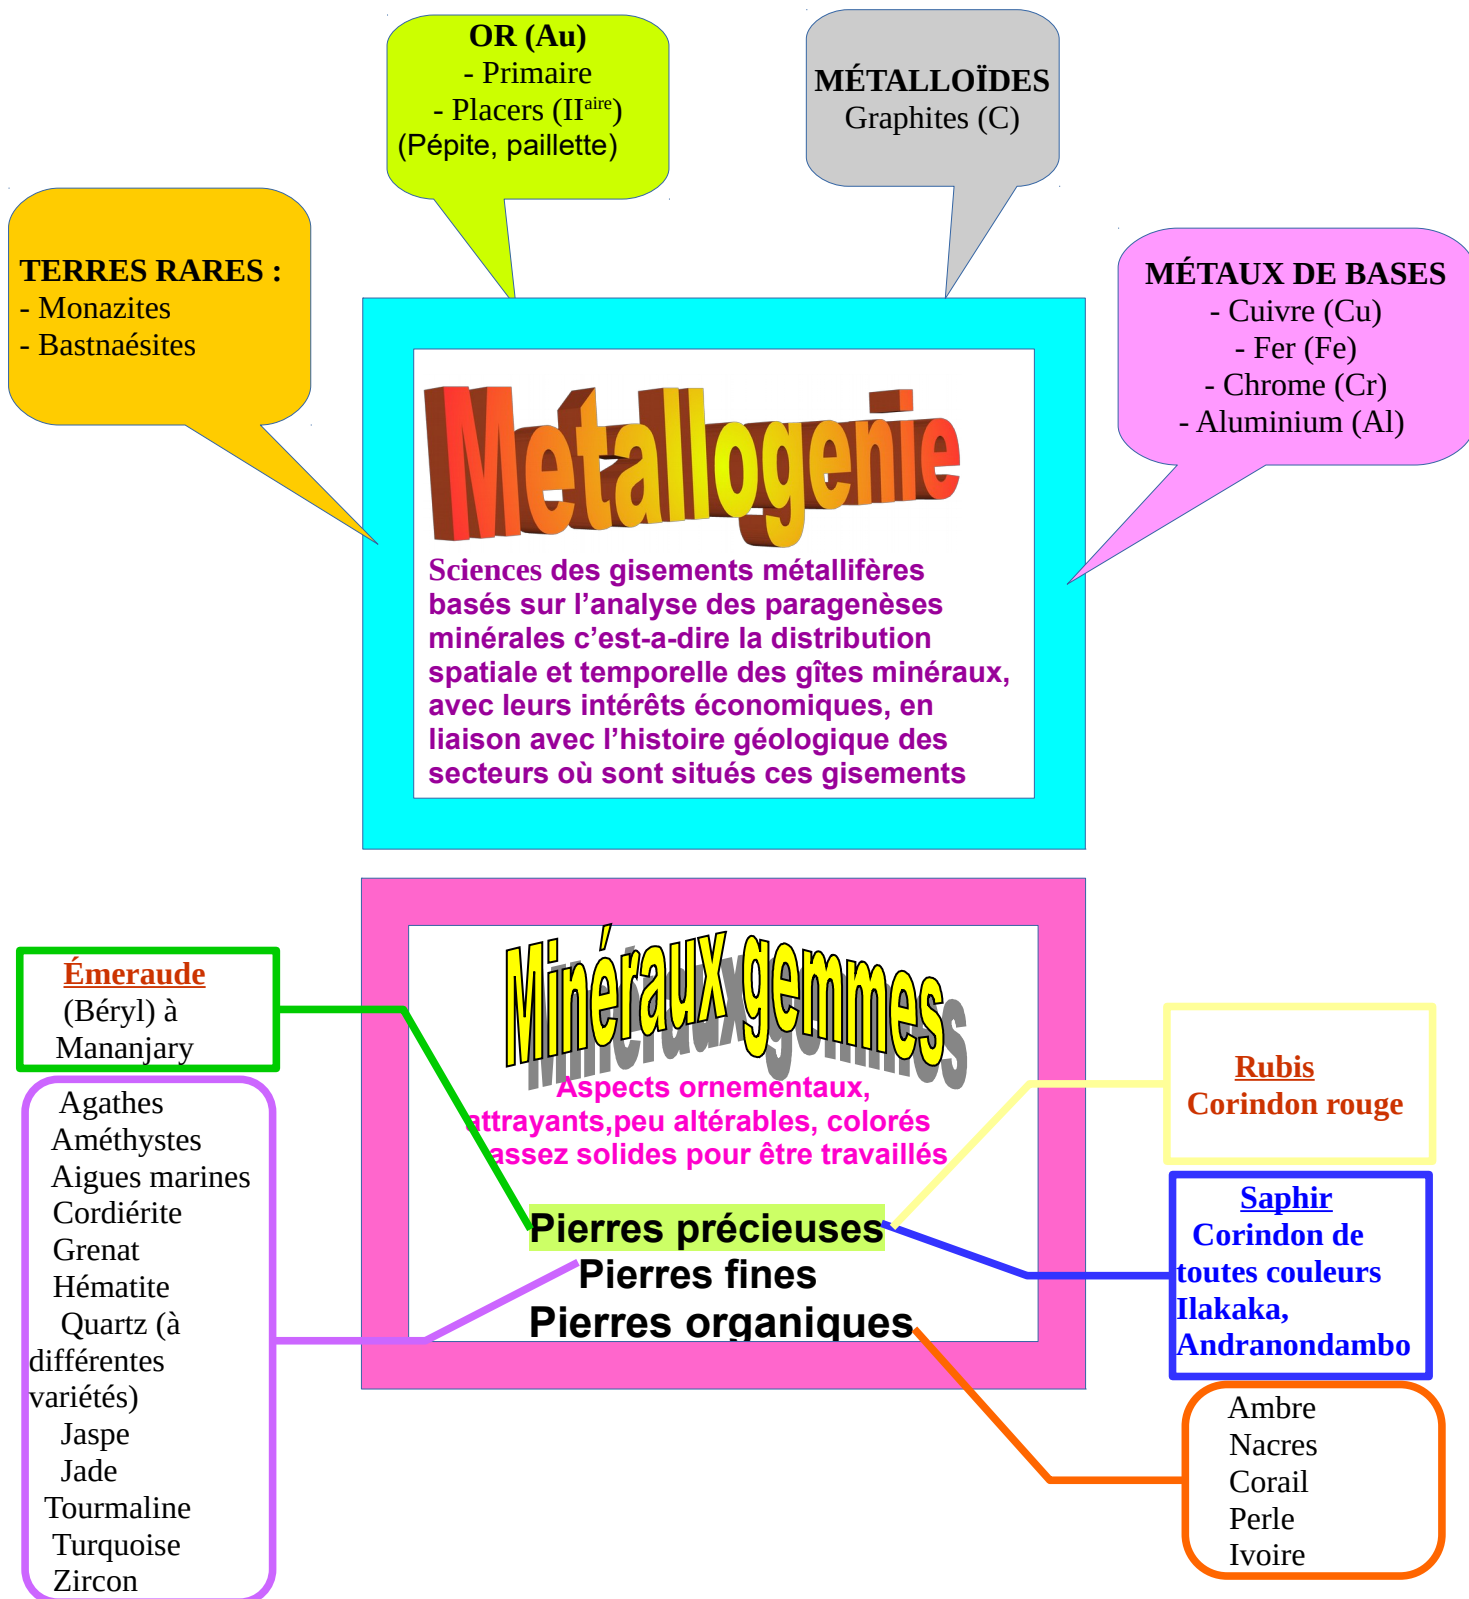 OR (Au)
- Primaire
- Placers (IIaire)
(Pépite, paillette)
MÉTALLOÏDES
Graphites (C)
TERRES RARES :
- Monazites
- Bastnaésites
MÉTAUX DE BASES
- Cuivre (Cu)
- Fer (Fe)
- Chrome (Cr)
- Aluminium (Al)
Metallogenie
Sciences des gisements métallifères
basés sur l’analyse des paragenèses
minérales c’est-a-dire la distribution
spatiale et temporelle des gîtes minéraux,
avec leurs intérêts économiques, en
liaison avec l’histoire géologique des
secteurs où sont situés ces gisements
Minéraux gemmes
Aspects ornementaux,
attrayants,peu altérables, colorés
assez solides pour être travaillés
Pierres précieuses
Pierres fines
Pierres organiques
Émeraude
(Béryl) à
Mananjary
Agathes
Améthystes
Aigues marines
Cordiérite
Grenat
Hématite
Quartz (à
différentes
variétés)
Jaspe
Jade
Tourmaline
Turquoise
Zircon
Rubis
Corindon rouge
Saphir
Corindon de
toutes couleurs
Ilakaka,
Andranondambo
Ambre
Nacres
Corail
Perle
Ivoire